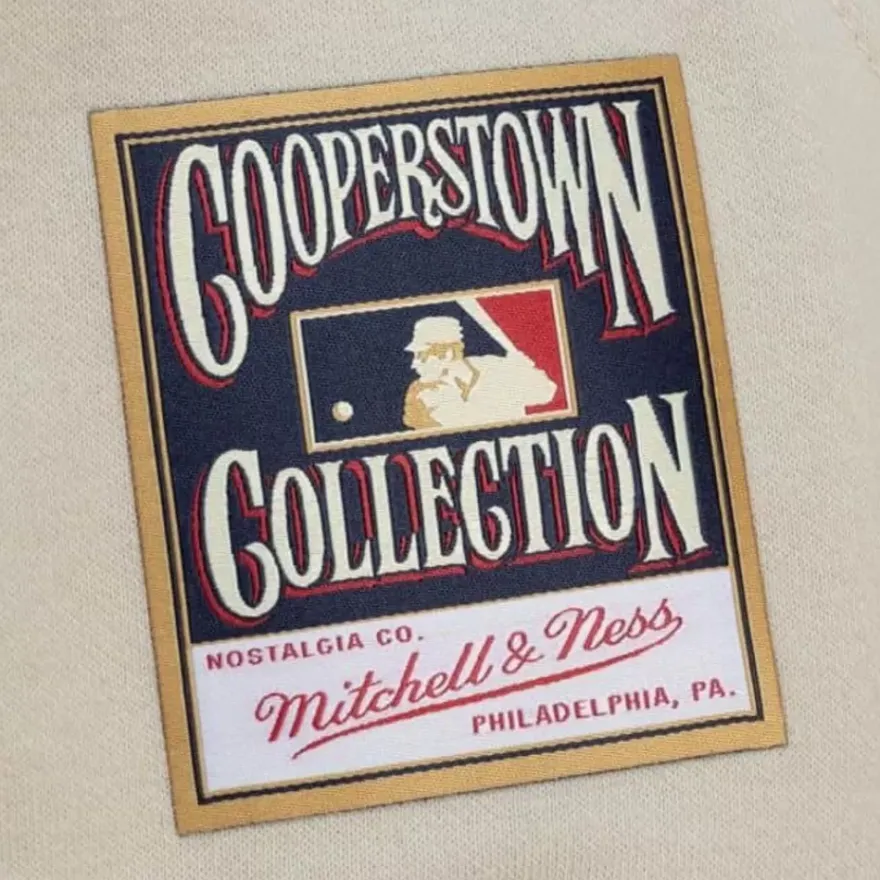 COOPERSTOWN
COLLECTION
NOSTALGIA CO.
Mitchell & Ness
PHILADELPHIA, PA.